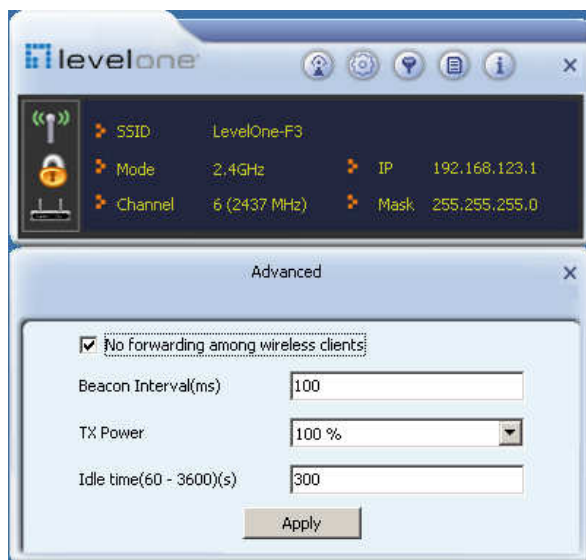 levelone
SSID LevelOne-F3
Mode 2.4GHz IP 192.168.123.1
Channel 6 (2437 MHz) Mask 255.255.255.0
Advanced
No forwarding among wireless clients
Beacon Interval(ms) 100
TX Power 100 %
Idle time(60 - 3600)(s) 300
Apply